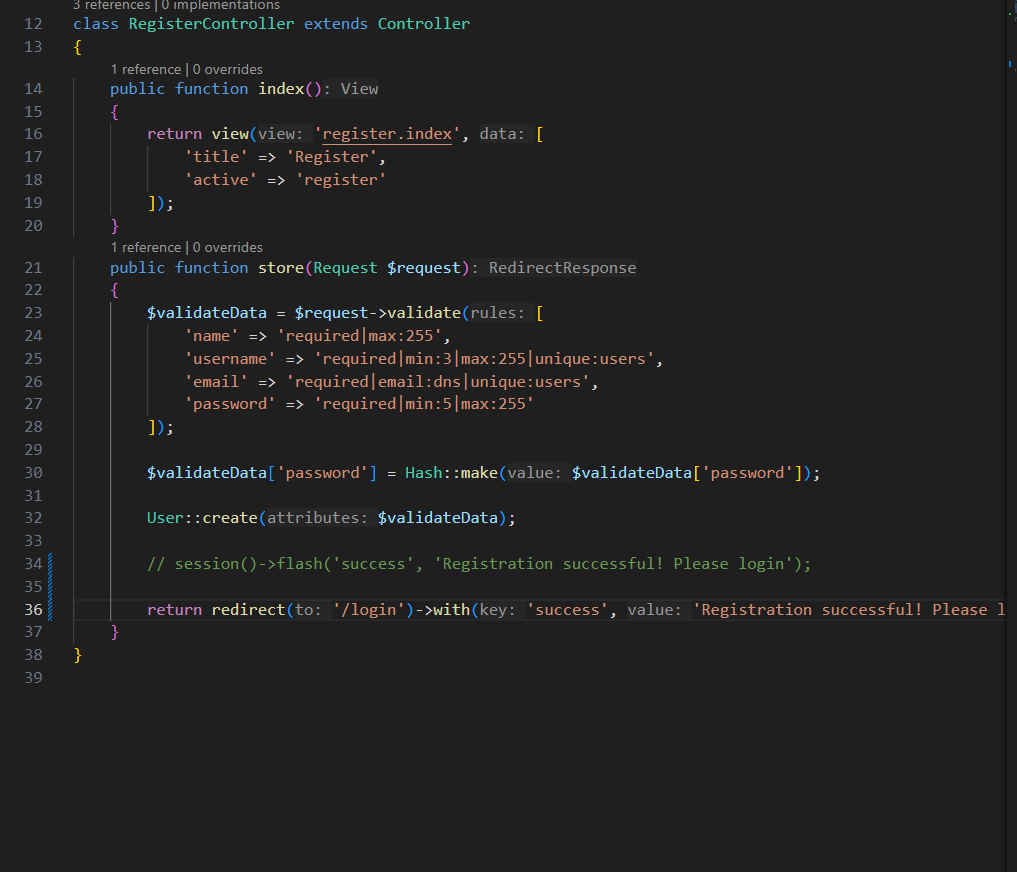 3 references | 0 implementations
12 class RegisterController extends Controller
13 {
1 reference | 0 overrides
14 public function index(): View
15 {
16 return view(view: 'register.index', data: [
17 'title' => 'Register',
18 'active' => 'register'
19 ]);
20 }
1 reference | 0 overrides
21 public function store(Request $request): RedirectResponse
22 {
23 $validateData = $request->validate(rules: [
24 'name' => 'required|max:255',
25 'username' => 'required|min:3|max:255|unique:users',
26 'email' => 'required|email:dns|unique:users',
27 'password' => 'required|min:5|max:255'
28 ]);
29
30 $validateData['password'] = Hash::make(value: $validateData['password']);
31
32 User::create(attributes: $validateData);
33
34 // session()->flash('success', 'Registration successful! Please login');
35
36 return redirect(to: '/login')->with(key: 'success', value: 'Registration successful! Please l
37 }
38 }
39